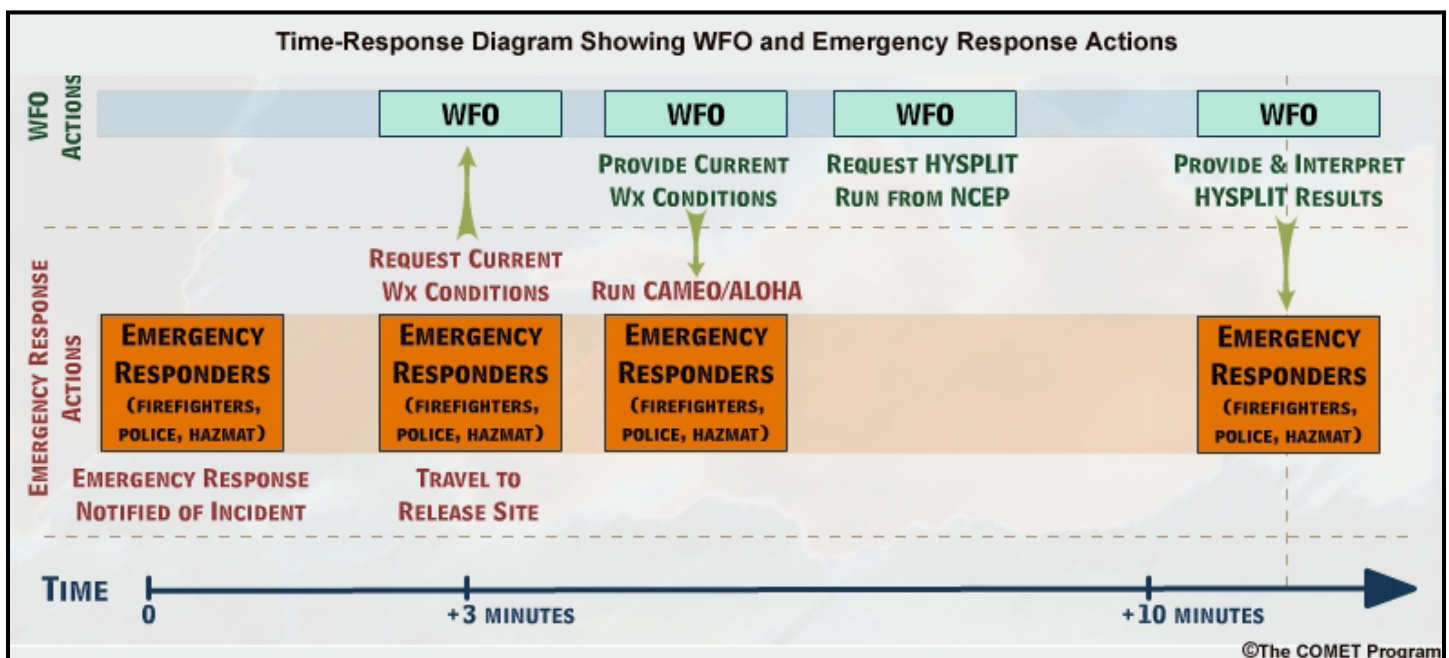 Time-Response Diagram Showing WFO and Emergency Response Actions
WFO
ACTIONS
WFO
WFO
WFO
WFO
PROVIDE CURRENT
WX CONDITIONS
REQUEST HYSPLIT
RUN FROM NCEP
PROVIDE & INTERPRET
HYSPLIT RESULTS
EMERGENCY RESPONSE
ACTIONS
REQUEST CURRENT
WX CONDITIONS
RUN CAMEO/ALOHA
EMERGENCY
RESPONDERS
(FIREFIGHTERS,
POLICE, HAZMAT)
EMERGENCY
RESPONDERS
(FIREFIGHTERS,
POLICE, HAZMAT)
EMERGENCY
RESPONDERS
(FIREFIGHTERS,
POLICE, HAZMAT)
EMERGENCY
RESPONDERS
(FIREFIGHTERS,
POLICE, HAZMAT)
EMERGENCY RESPONSE
NOTIFIED OF INCIDENT
TRAVEL TO
RELEASE SITE
TIME
0
+3 MINUTES
+10 MINUTES
©The COMET Program